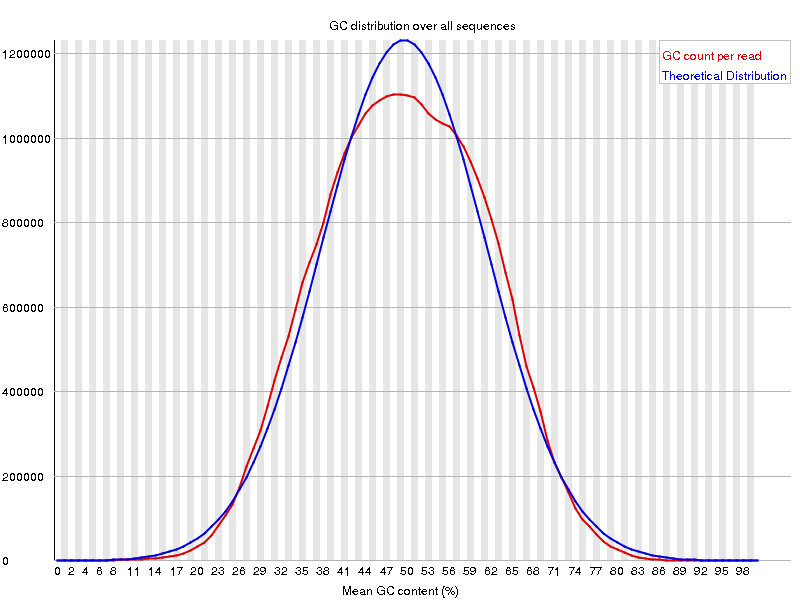 GC distribution over all sequences
GC count per read
Theoretical Distribution
1200000
1000000
800000
600000
400000
200000
0
0 2 4 6 8 11 14 17 20 23 26 29 32 35 38 41 44 47 50 53 56 59 62 65 68 71 74 77 80 83 86 89 92 95 98
Mean GC content (%)